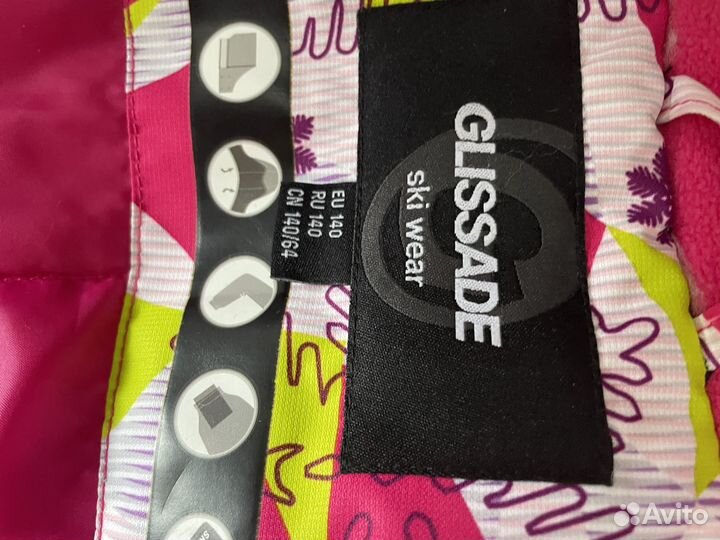 GLISSADE
ski wear
EU 140
RU 140
CN 140/64
Avito